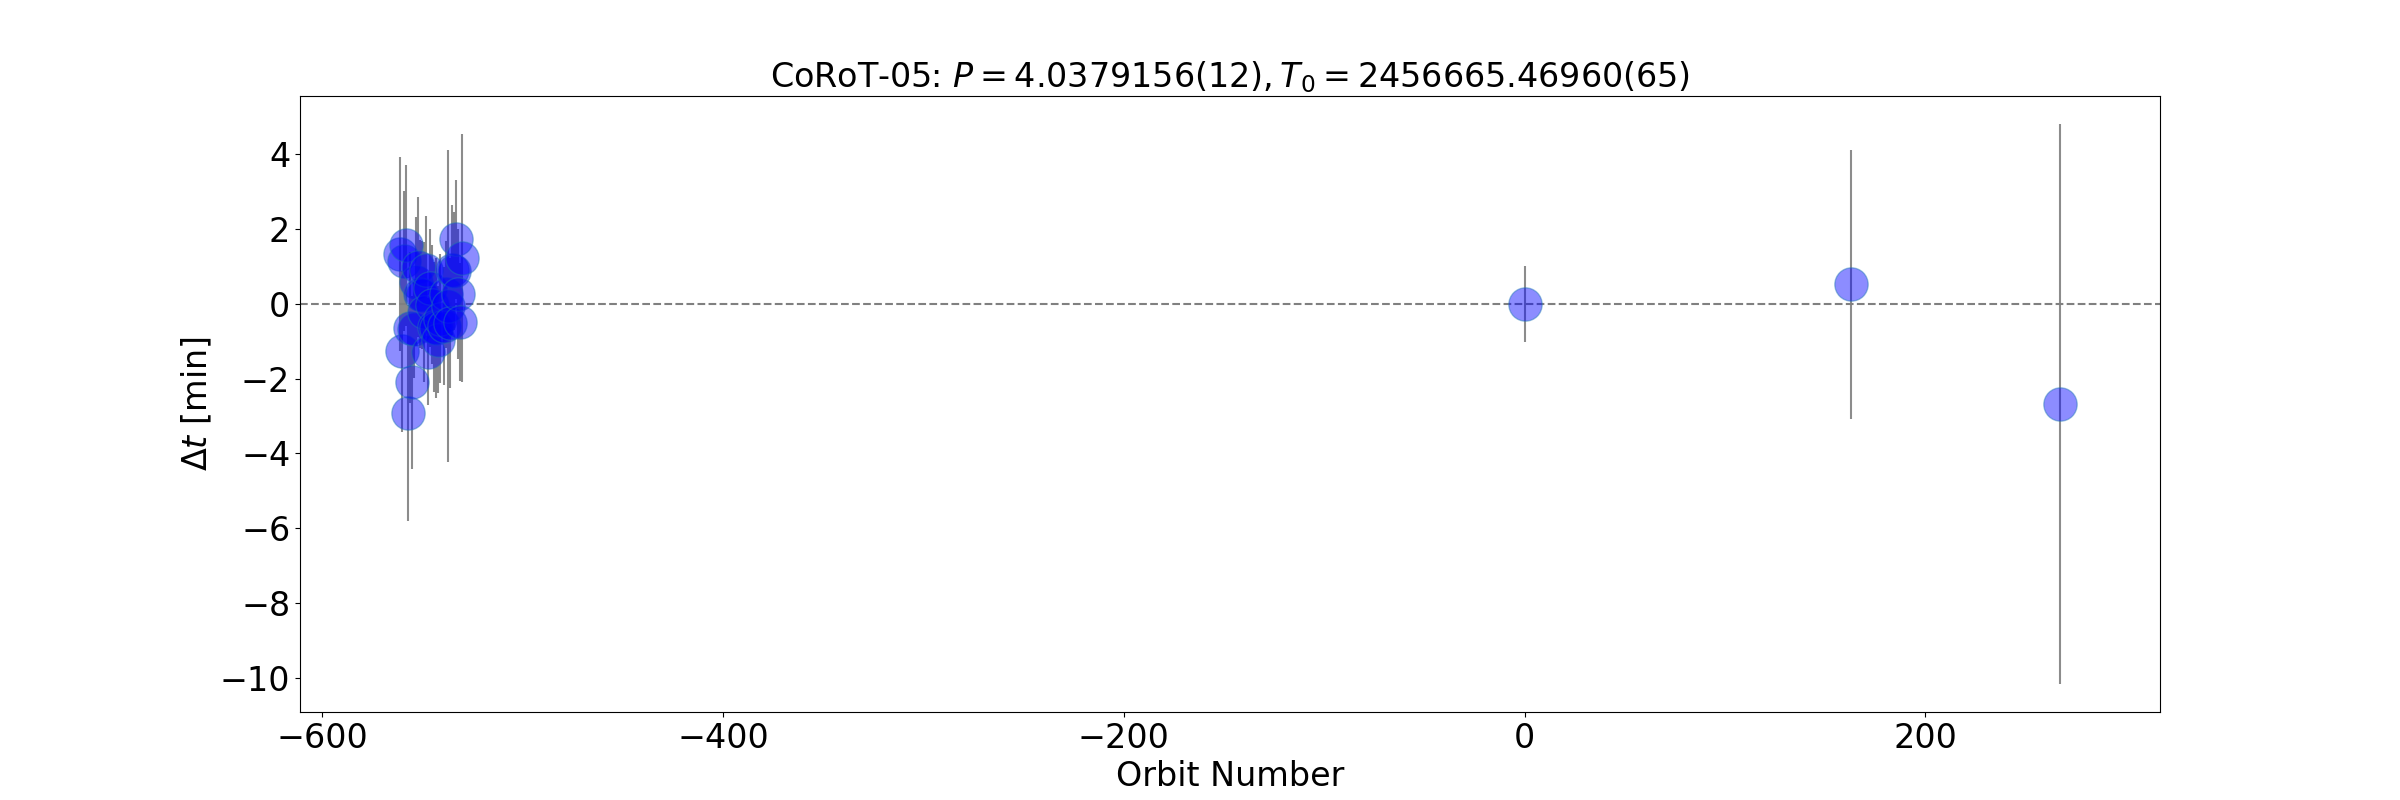 CoRoT-05: P = 4.0379156(12), T₀ = 2456665.46960(65)
4
2
0
−2
−4
−6
−8
−10
Δt [min]
−600 −400 −200 0 200
Orbit Number